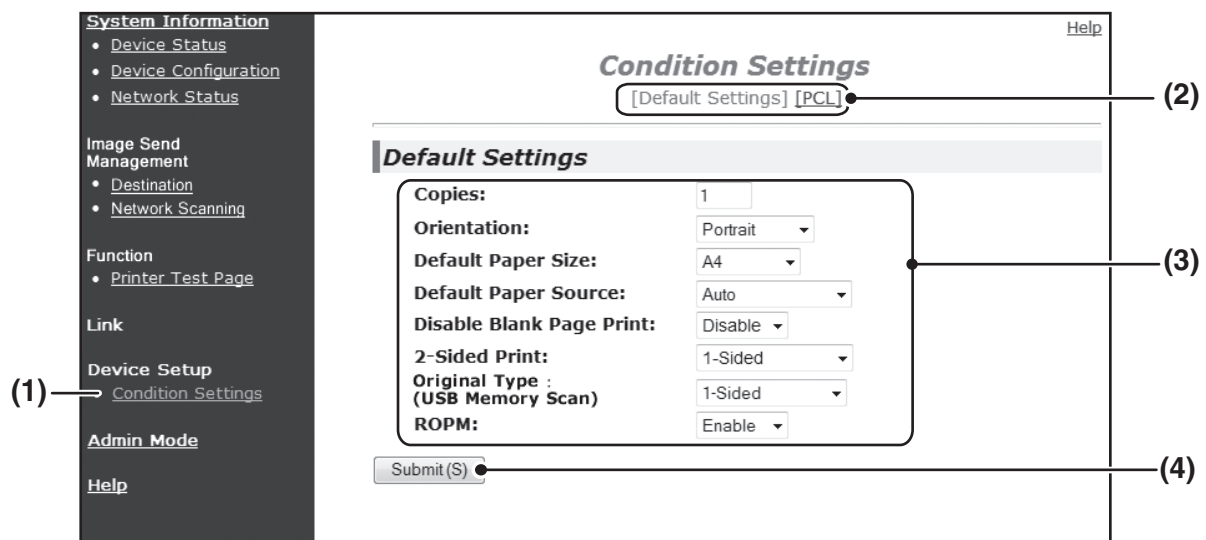 System Information
• Device Status
• Device Configuration
• Network Status
Image Send
Management
• Destination
• Network Scanning
Function
• Printer Test Page
Link
Device Setup
(1)
Condition Settings
Admin Mode
Help
Help
Condition Settings
[Default Settings] [PCL]
(2)
Default Settings
Copies: 1
Orientation: Portrait
Default Paper Size: A4
(3)
Default Paper Source: Auto
Disable Blank Page Print: Disable
2-Sided Print: 1-Sided
Original Type :
(USB Memory Scan) 1-Sided
ROPM: Enable
Submit(S)
(4)